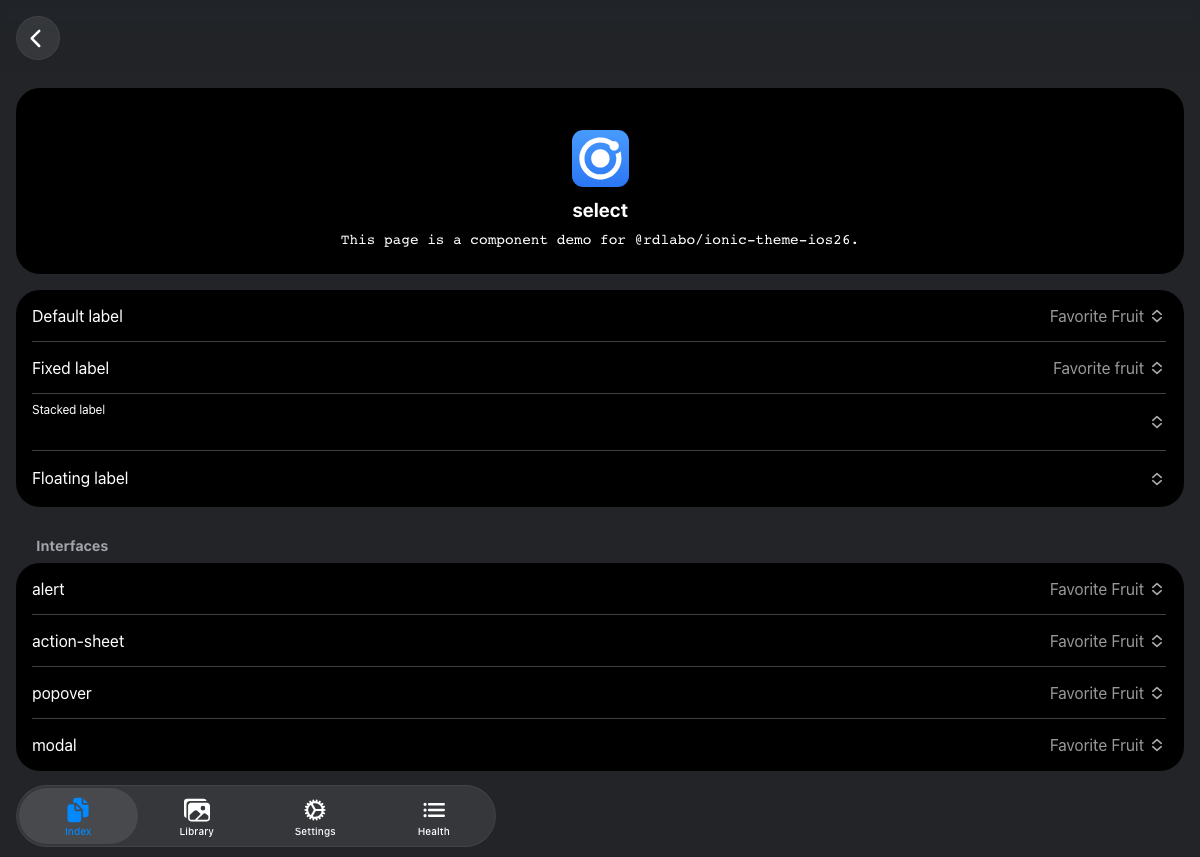 select
This page is a component demo for @rdlabo/ionic-theme-ios26.
Default label Favorite Fruit
Fixed label Favorite fruit
Stacked label
Floating label
Interfaces
alert Favorite Fruit
action-sheet Favorite Fruit
popover Favorite Fruit
modal Favorite Fruit
Index Library Settings Health